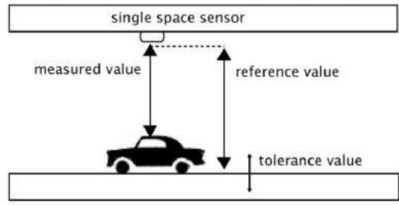 single space sensor
measured value
reference value
tolerance value